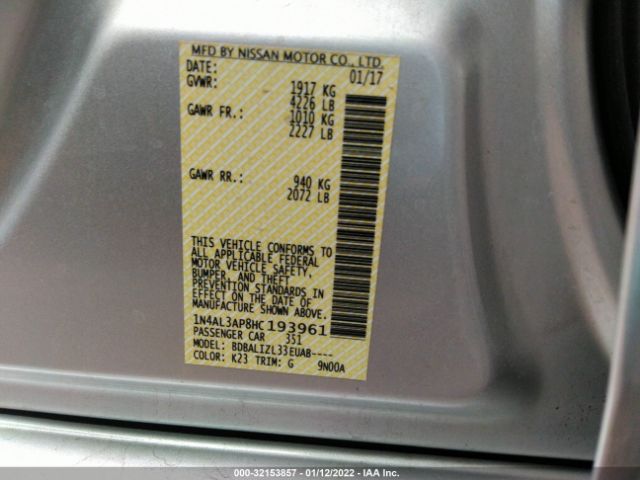 MFD BY NISSAN MOTOR CO., LTD.
DATE: 01/17
GVWR: 1917 KG
4226 LB
GAWR FR.: 1010 KG
2227 LB
GAWR RR.: 940 KG
2072 LB
THIS VEHICLE CONFORMS TO
ALL APPLICABLE FEDERAL
MOTOR VEHICLE SAFETY,
BUMPER, AND THEFT
PREVENTION STANDARDS IN
EFFECT ON THE DATE OF
MANUFACTURE SHOWN ABOVE.
1N4AL3AP8HC193961
PASSENGER CAR 351
MODEL: BDBALIZL33EUAB----
COLOR: K23 TRIM: G 9N00A
000-32153857 - 01/12/2022 - IAA Inc.